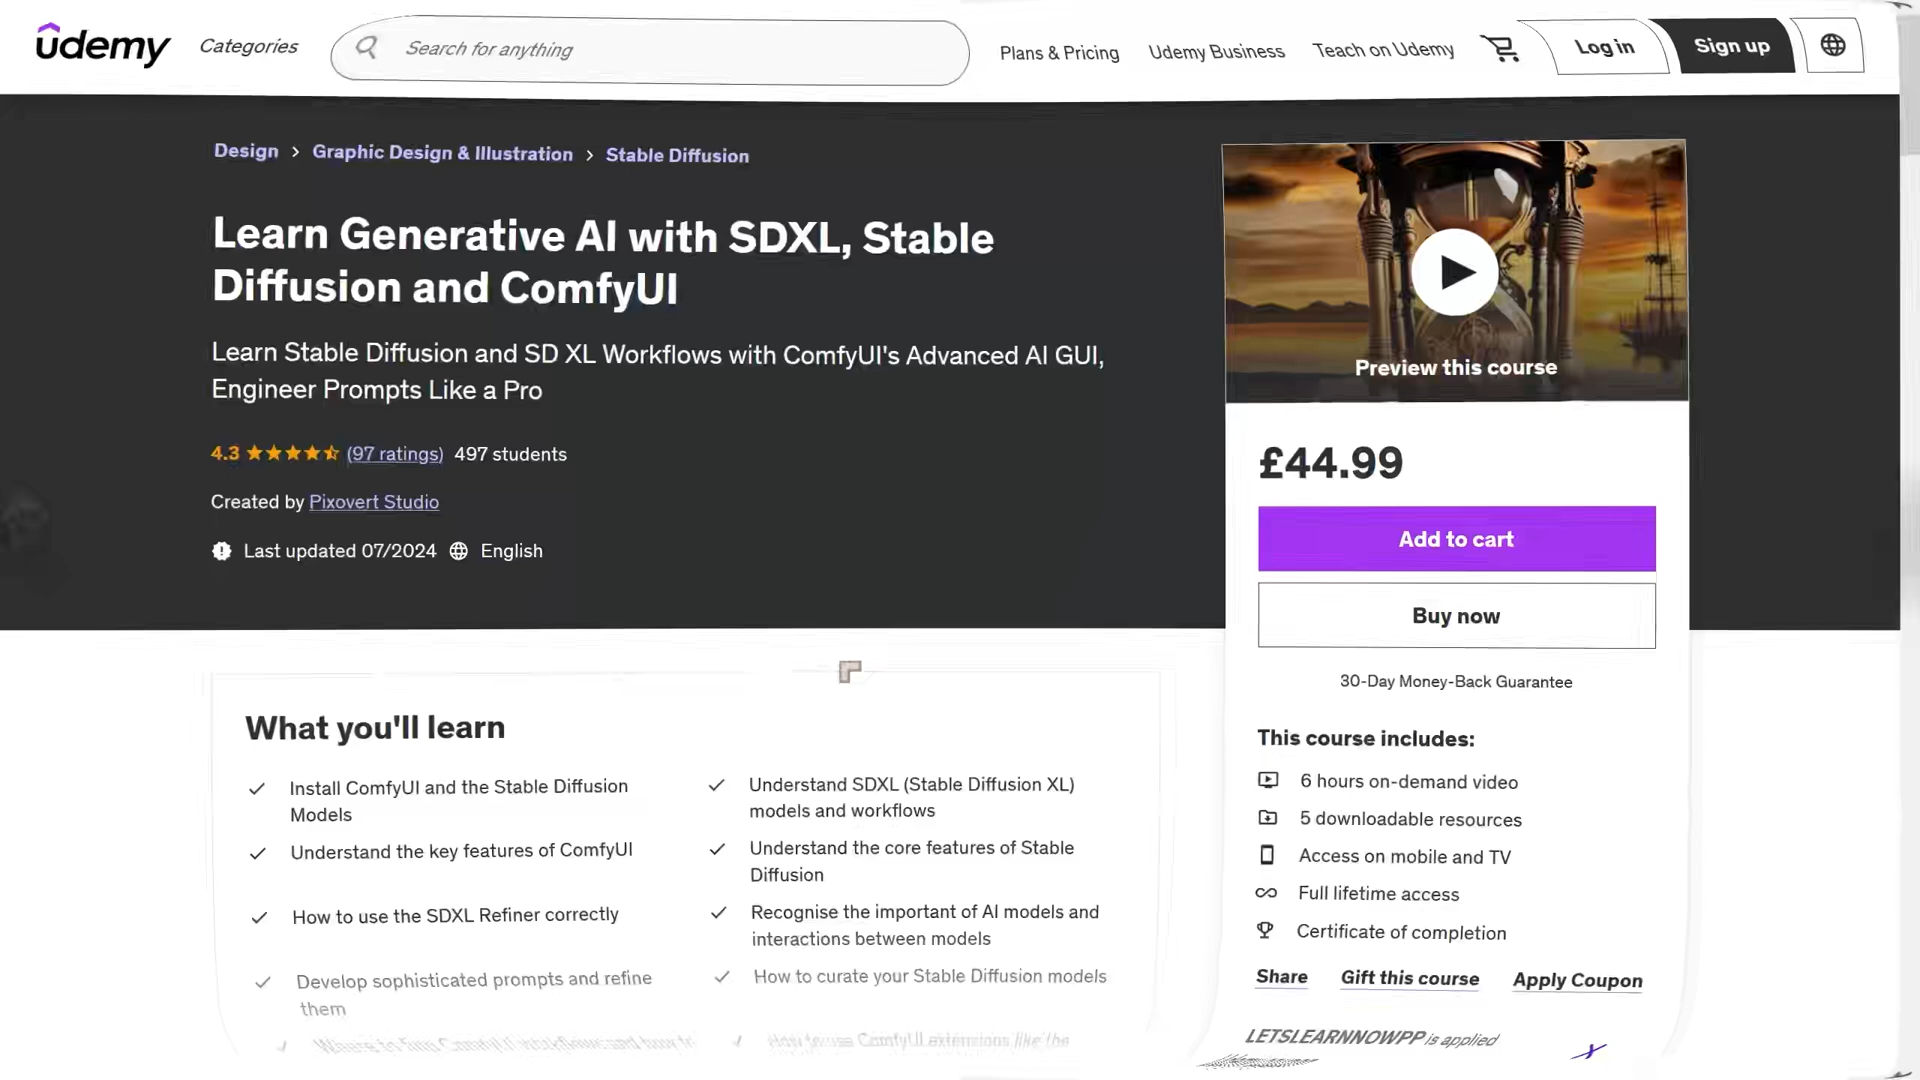 udemy
Categories
Search for anything
Plans & Pricing
Udemy Business
Teach on Udemy
Log in
Sign up
Design > Graphic Design & Illustration > Stable Diffusion
Learn Generative AI with SDXL, Stable
Diffusion and ComfyUI
Learn Stable Diffusion and SD XL Workflows with ComfyUI's Advanced AI GUI,
Engineer Prompts Like a Pro
4.3 (97 ratings) 497 students
Created by Pixovert Studio
Last updated 07/2024 English
Preview this course
£44.99
Add to cart
Buy now
30-Day Money-Back Guarantee
This course includes:
6 hours on-demand video
5 downloadable resources
Access on mobile and TV
Full lifetime access
Certificate of completion
Share Gift this course Apply Coupon
LETSLEARNNOWPP is applied
What you'll learn
Install ComfyUI and the Stable Diffusion
Models
Understand the key features of ComfyUI
How to use the SDXL Refiner correctly
Develop sophisticated prompts and refine
them
Understand SDXL (Stable Diffusion XL)
models and workflows
Understand the core features of Stable
Diffusion
Recognise the important of AI models and
interactions between models
How to curate your Stable Diffusion models
How to use ComfyUI extensions like the